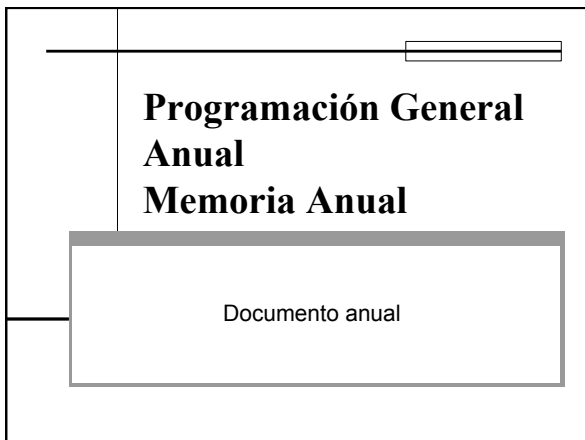 Programación General
Anual
Memoria Anual
Documento anual